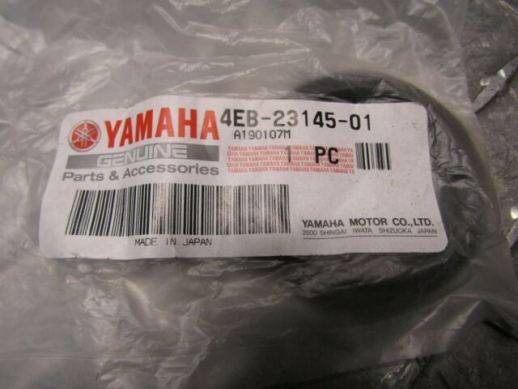 YAMAHA 4EB-23145-01
GENUINE A190107M
Parts & Accessories 1 PC
YAMAHA MOTOR CO.,LTD.
2500 SHINGAI IWATA SHIZUOKA JAPAN
MADE IN JAPAN